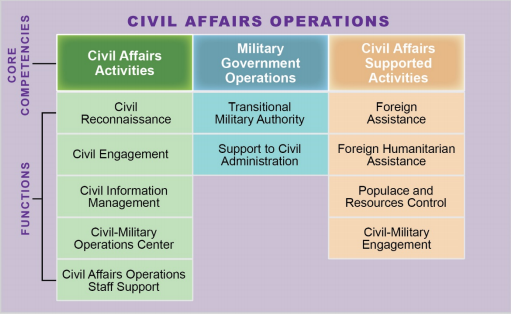 CIVIL AFFAIRS OPERATIONS
CORE
COMPETENCIES
Civil Affairs
Activities
Military
Government
Operations
Civil Affairs
Supported
Activities
FUNCTIONS
Civil
Reconnaissance
Transitional
Military Authority
Foreign
Assistance
Civil Engagement
Support to Civil
Administration
Foreign Humanitarian
Assistance
Civil Information
Management
Populace and
Resources Control
Civil-Military
Operations Center
Civil-Military
Engagement
Civil Affairs Operations
Staff Support